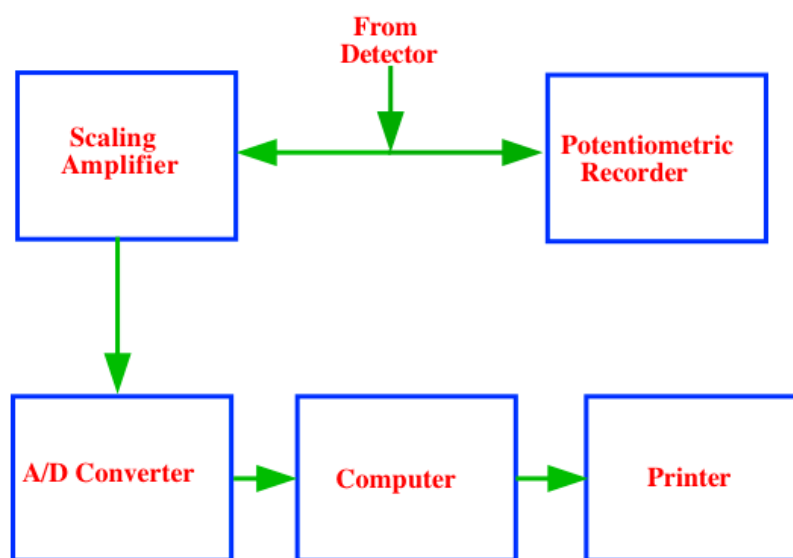 From
Detector
Scaling
Amplifier
Potentiometric
Recorder
A/D Converter
Computer
Printer